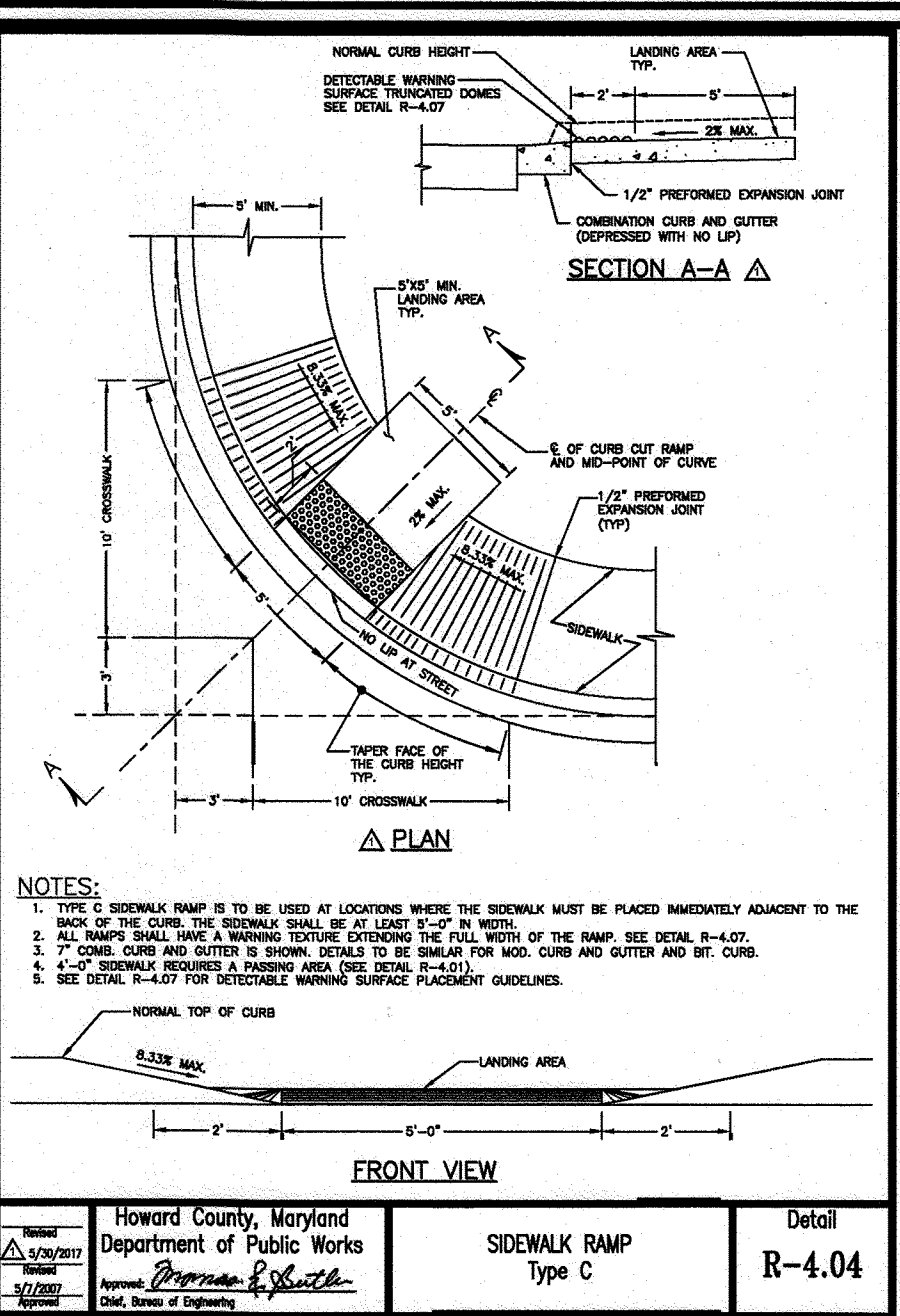 NORMAL CURB HEIGHT
LANDING AREA
TYP.
DETECTABLE WARNING
SURFACE TRUNCATED DOMES
SEE DETAIL R-4.07
2'
5'
2% MAX.
1/2" PREFORMED EXPANSION JOINT
COMBINATION CURB AND GUTTER
(DEPRESSED WITH NO LIP)
SECTION A-A 1
5' MIN.
5'X5' MIN.
LANDING AREA
TYP.
A
8.33% MAX.
5'
℄
℄ OF CURB CUT RAMP
AND MID-POINT OF CURVE
2'
2% MAX.
1/2" PREFORMED
EXPANSION JOINT
(TYP)
10' CROSSWALK
8.33% MAX.
5'
SIDEWALK
NO LIP AT STREET
3'
TAPER FACE OF
THE CURB HEIGHT
TYP.
A
3'
10' CROSSWALK
1 PLAN
NOTES:
1. TYPE C SIDEWALK RAMP IS TO BE USED AT LOCATIONS WHERE THE SIDEWALK MUST BE PLACED IMMEDIATELY ADJACENT TO THE
BACK OF THE CURB. THE SIDEWALK SHALL BE AT LEAST 5'-0" IN WIDTH.
2. ALL RAMPS SHALL HAVE A WARNING TEXTURE EXTENDING THE FULL WIDTH OF THE RAMP. SEE DETAIL R-4.07.
3. 7" COMB. CURB AND GUTTER IS SHOWN. DETAILS TO BE SIMILAR FOR MOD. CURB AND GUTTER AND BIT. CURB.
4. 4'-0" SIDEWALK REQUIRES A PASSING AREA (SEE DETAIL R-4.01).
5. SEE DETAIL R-4.07 FOR DETECTABLE WARNING SURFACE PLACEMENT GUIDELINES.
NORMAL TOP OF CURB
8.33% MAX.
LANDING AREA
2'
5'-0"
2'
FRONT VIEW
Revised
1 5/30/2017
Revised
5/7/2007
Approved
Howard County, Maryland
Department of Public Works
Approved: Thomas E. Butler
Chief, Bureau of Engineering
SIDEWALK RAMP
Type C
Detail
R-4.04